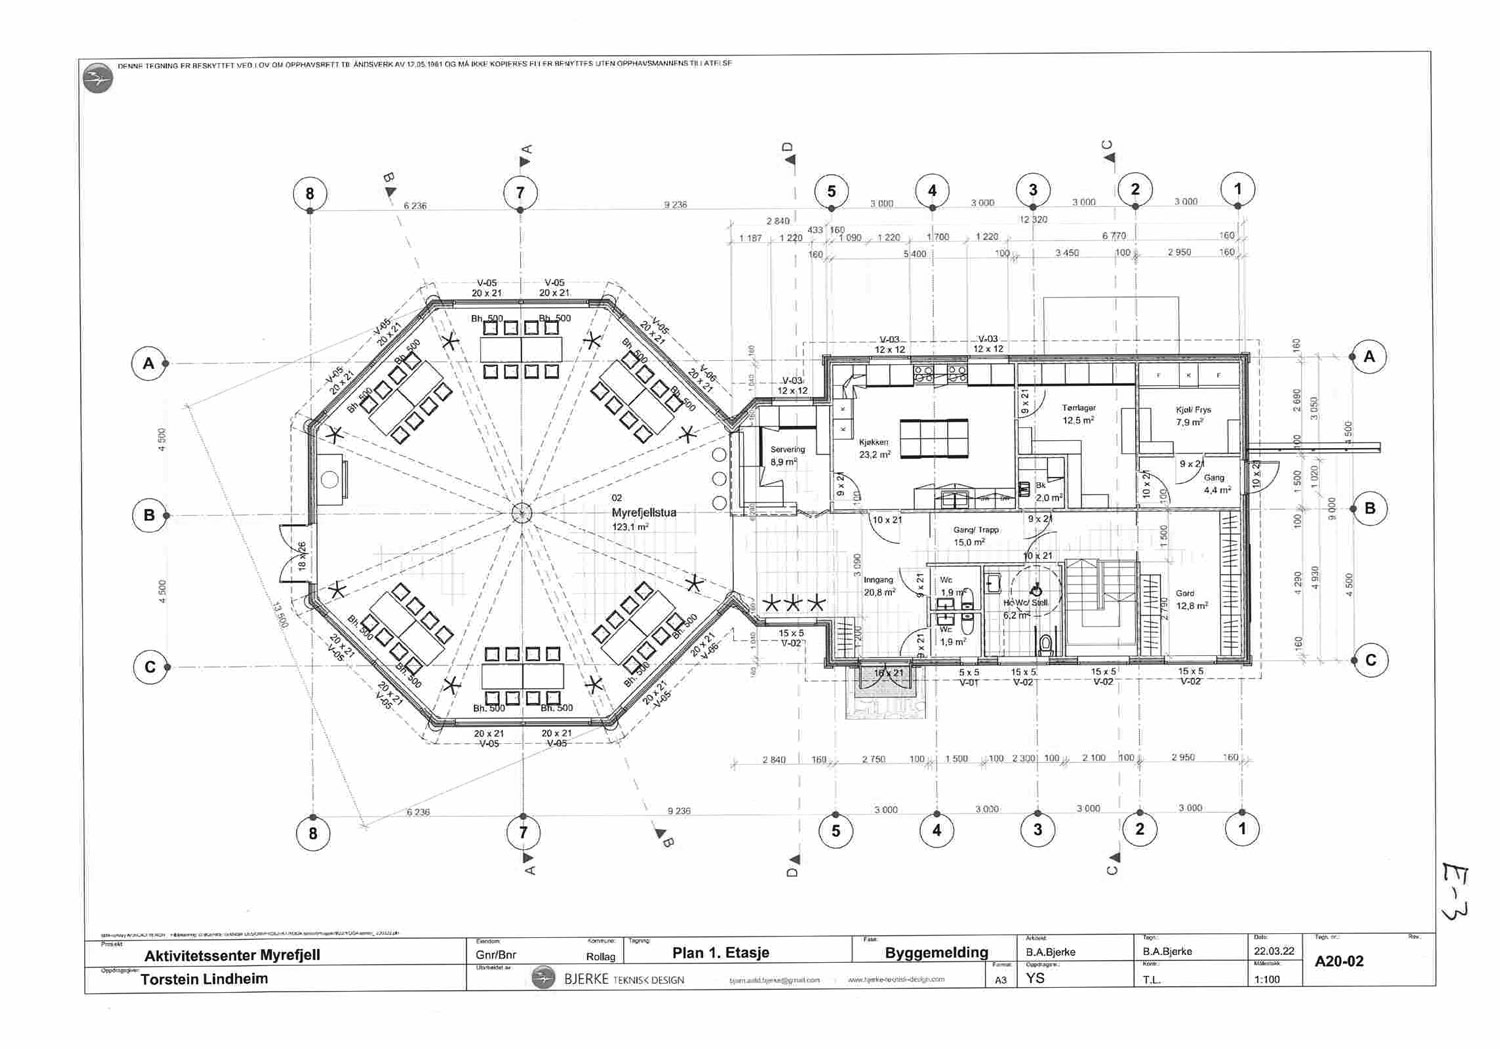 DENNE TEGNING ER BESKYTTET VED LOV OM OPPHAVSRETT TIL ÅNDSVERK AV 12.05.1961 OG MÅ IKKE KOPIERES ELLER BENYTTES UTEN OPPHAVSMANNENS TILLATELSE
A D C
B
8 7 5 4 3 2 1
6 236 9 236 3 000 3 000 3 000 3 000
2 840 12 320
433 160
1 187 1 220 1 090 1 220 1 700 1 220 6 770 160
160 5 400 100 3 450 100 2 950 160
V-05 V-05
20 x 21 20 x 21
Bh. 500 Bh. 500
V-05
20 x 21
Bh. 500
V-05
20 x 21
Bh. 500
V-05
20 x 21
Bh. 500
V-06
20 x 21
Bh. 500
V-03
12 x 12
V-03
12 x 12
V-03
12 x 12
A A
160
1 040
160
160
2 690
3 050
100
4 500
4 500
9 x 21
Tørrlager
12,5 m²
F K F
Kjøl/ Frys
7,9 m²
K
K
Kjøkken
23,2 m²
Servering
8,9 m²
9 x 21
9 x 21
10 x 21
10 x 21
Gang
4,4 m²
1 500
1 020
9 000
Bk
2,0 m²
02
Myrefjellstua
123,1 m²
B B
10 x 21
9 x 21
Gang/ Trapp
15,0 m²
10 x 21
100
100
1 500
100
18 x 26
3 090
Inngang
20,8 m²
9 x 21
Wc
1,9 m²
Hc Wc/ Stell
6,2 m²
Gard
12,8 m²
2 790
4 290
4 930
4 500
4 500
13 500
Wc
1,9 m²
9 x 21
200
1 040
160
160
15 x 5
V-02
16 x 21
5 x 5
V-01
15 x 5
V-02
15 x 5
V-02
15 x 5
V-02
C C
Bh. 500
20 x 21
V-05
Bh. 500
20 x 21
V-05
Bh. 500 Bh. 500
20 x 21 20 x 21
V-05 V-05
Bh. 500
20 x 21
V-06
Bh. 500
20 x 21
V-05
2 840 160 2 750 100 1 500 100 2 300 100 2 100 100 2 950 160
6 236 9 236 3 000 3 000 3 000 3 000
8 7 5 4 3 2 1
B
A D C
E-3
Prosjekt:
Aktivitetssenter Myrefjell
Oppdragsgiver:
Torstein Lindheim
Eiendom:
Gnr/Bnr
Kommune:
Rollag
Utarbeidet av:
BJERKE TEKNISK DESIGN
Tegning:
Plan 1. Etasje
www.bjerke-teknisk-design.com
Fase:
Byggemelding
Format:
A3
Arkitekt:
B.A.Bjerke
Oppdragsnr.:
YS
Tegn.:
B.A.Bjerke
Kontr.:
T.L.
Dato:
22.03.22
Målestokk:
1:100
Tegn. nr.:
A20-02
Rev.: